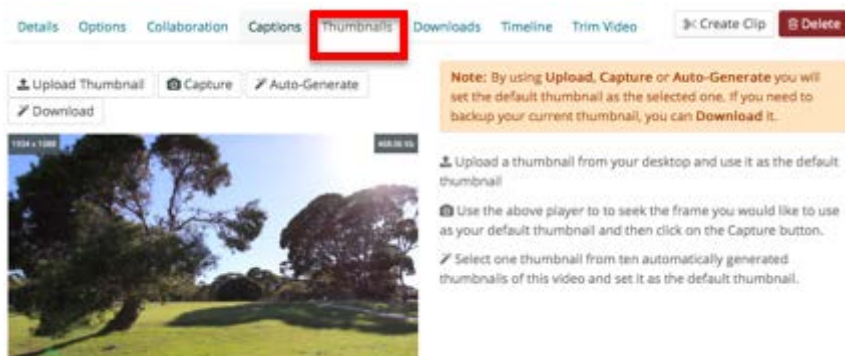 Details Options Collaboration Captions Thumbnails Downloads Timeline Trim Video Create Clip Delete
Upload Thumbnail Capture Auto-Generate
Download
Note: By using Upload, Capture or Auto-Generate you will
set the default thumbnail as the selected one. If you need to
backup your current thumbnail, you can Download it.
Upload a thumbnail from your desktop and use it as the default
thumbnail
Use the above player to to seek the frame you would like to use
as your default thumbnail and then click on the Capture button.
Select one thumbnail from ten automatically generated
thumbnails of this video and set it as the default thumbnail.